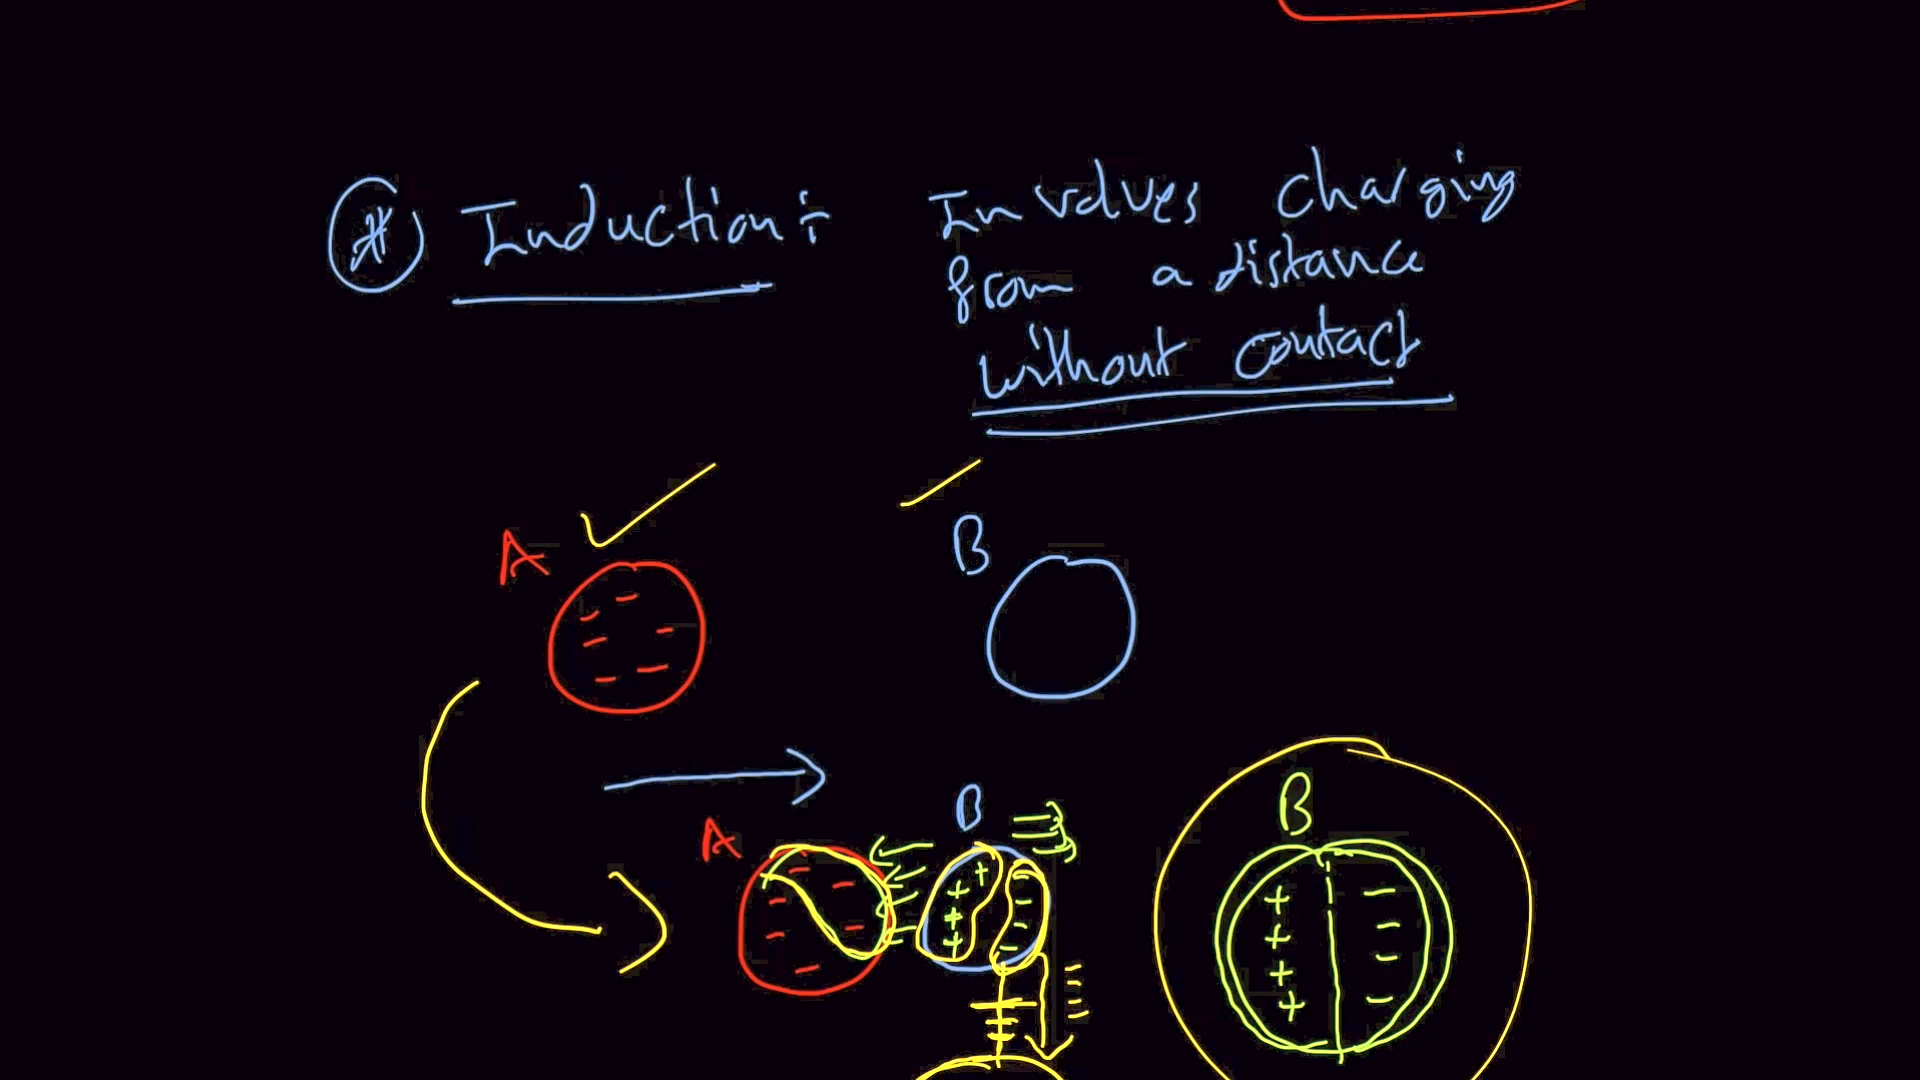 # Induction: Involves charging
from a distance
without contact
A B
B
A
B